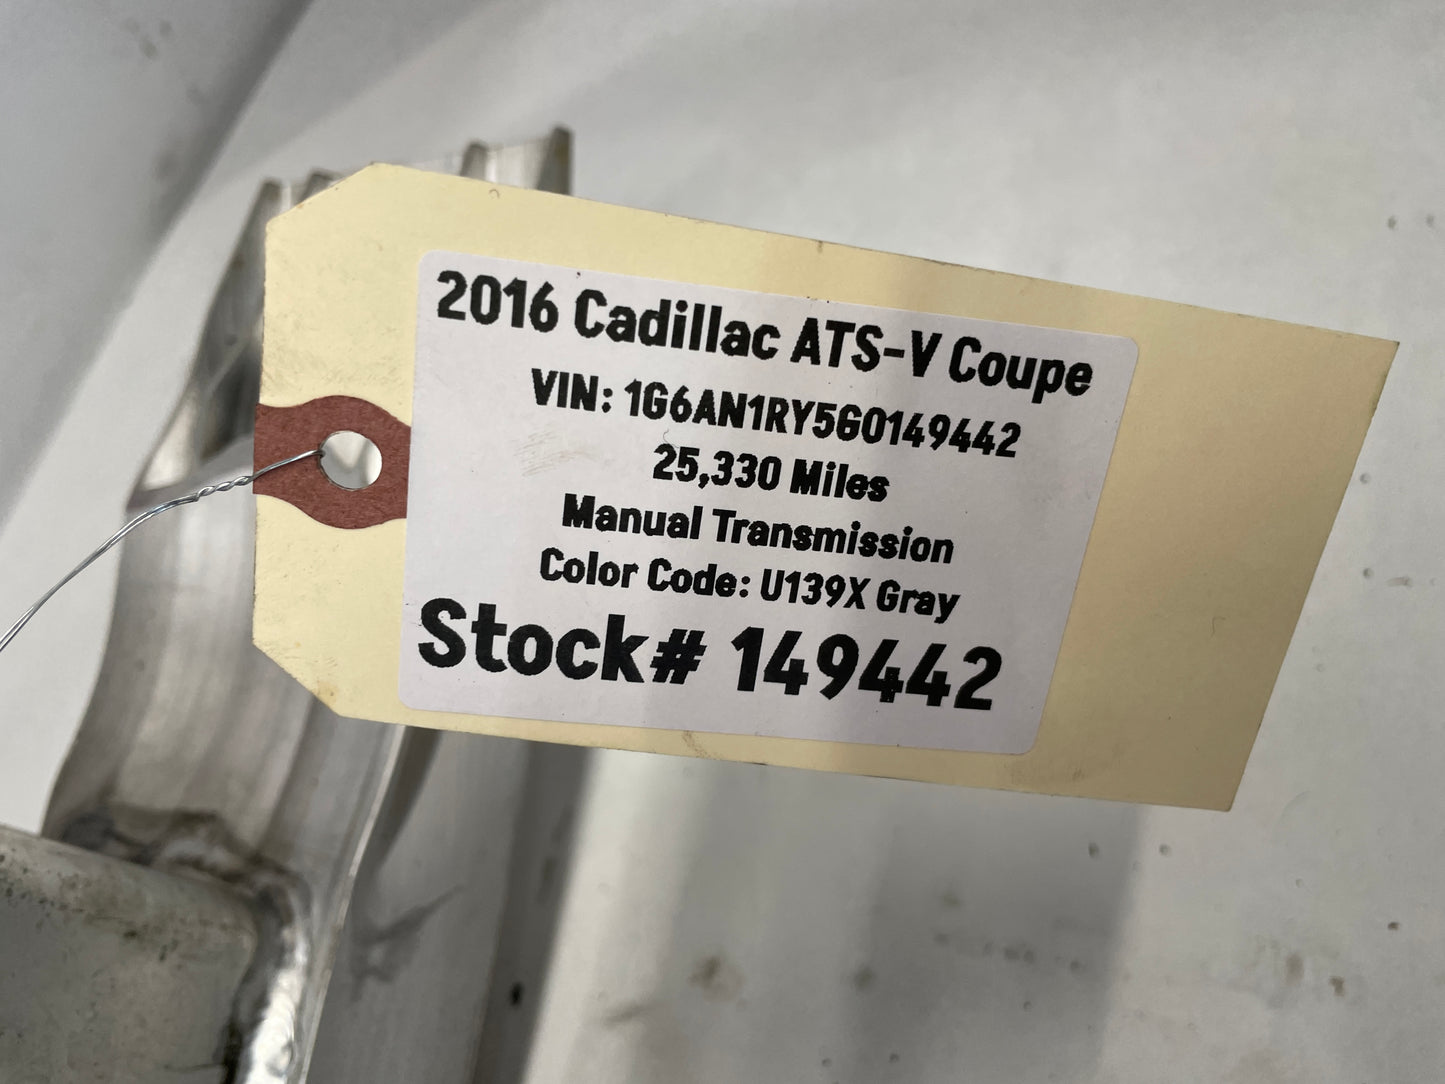 2016 Cadillac ATS-V Coupe
VIN: 1G6AN1RY5G0149442
25,330 Miles
Manual Transmission
Color Code: U139X Gray
Stock# 149442